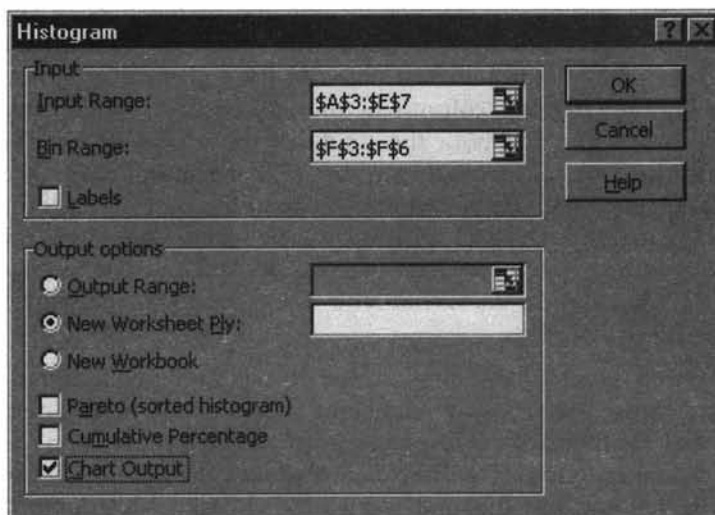 Histogram
Input
Input Range: $A$3:$E$7
Bin Range: $F$3:$F$6
Labels
OK
Cancel
Help
Output options
Output Range:
New Worksheet Ply:
New Workbook
Pareto (sorted histogram)
Cumulative Percentage
Chart Output